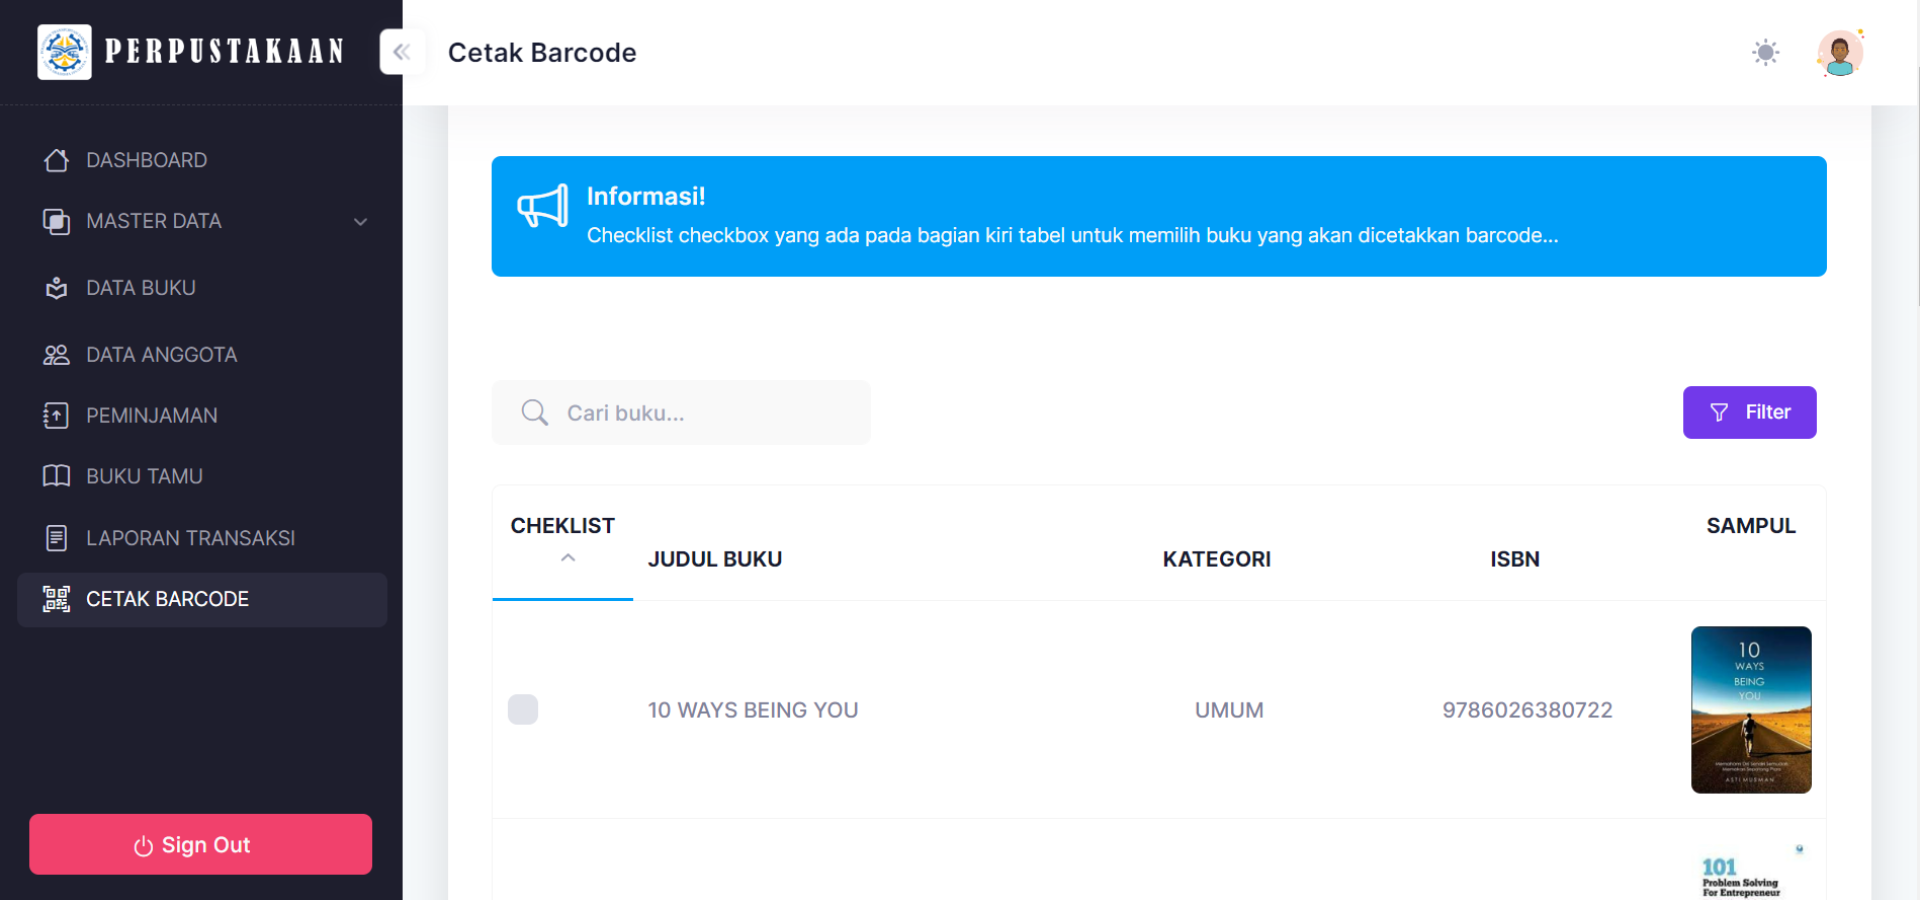 PERPUSTAKAAN
Cetak Barcode
DASHBOARD
MASTER DATA
DATA BUKU
DATA ANGGOTA
PEMINJAMAN
BUKU TAMU
LAPORAN TRANSAKSI
CETAK BARCODE
Sign Out
Informasi!
Checklist checkbox yang ada pada bagian kiri tabel untuk memilih buku yang akan dicetakkan barcode...
Cari buku...
Filter
CHEKLIST
JUDUL BUKU
KATEGORI
ISBN
SAMPUL
10 WAYS BEING YOU
UMUM
9786026380722
10
WAYS
BEING
YOU
ASTI MUSMAN
101
Problem Solving
For Entrepreneur